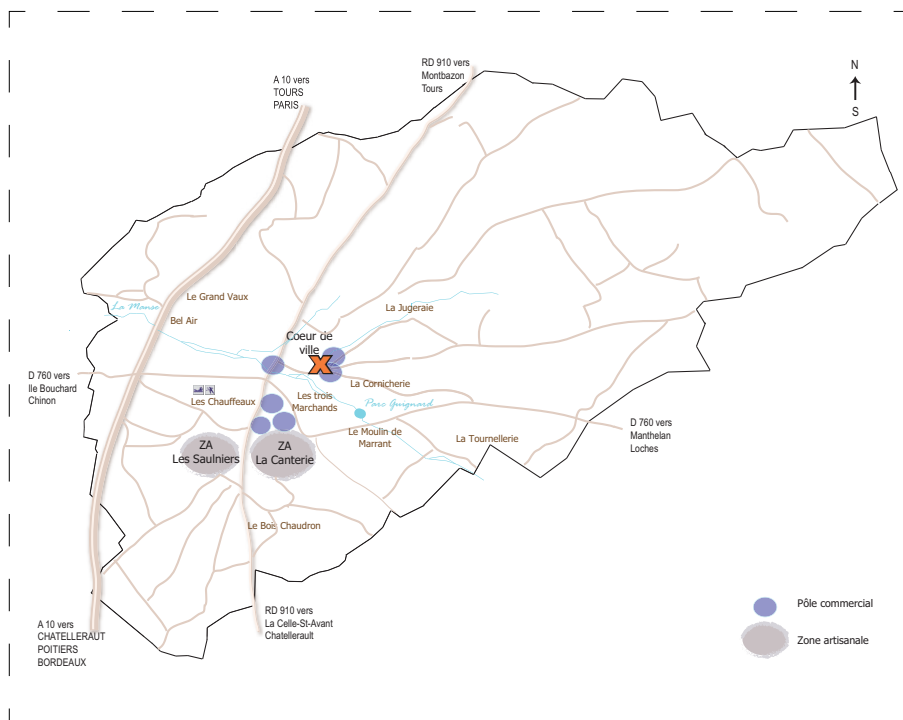 RD 910 vers
Montbazon
Tours
A 10 vers
TOURS
PARIS
N
S
Le Grand Vaux
La Manse
Bel Air
La Jugeraie
Coeur de
ville
D 760 vers
Ile Bouchard
Chinon
La Cornicherie
Les Chauffeaux
Les trois
Marchands
Parc Guignard
Le Moulin de
Marrant
La Tournellerie
D 760 vers
Manthelan
Loches
ZA
Les Saulniers
ZA
La Canterie
Le Bois Chaudron
RD 910 vers
La Celle-St-Avant
Chatellerault
A 10 vers
CHATELLERAUT
POITIERS
BORDEAUX
Pôle commercial
Zone artisanale